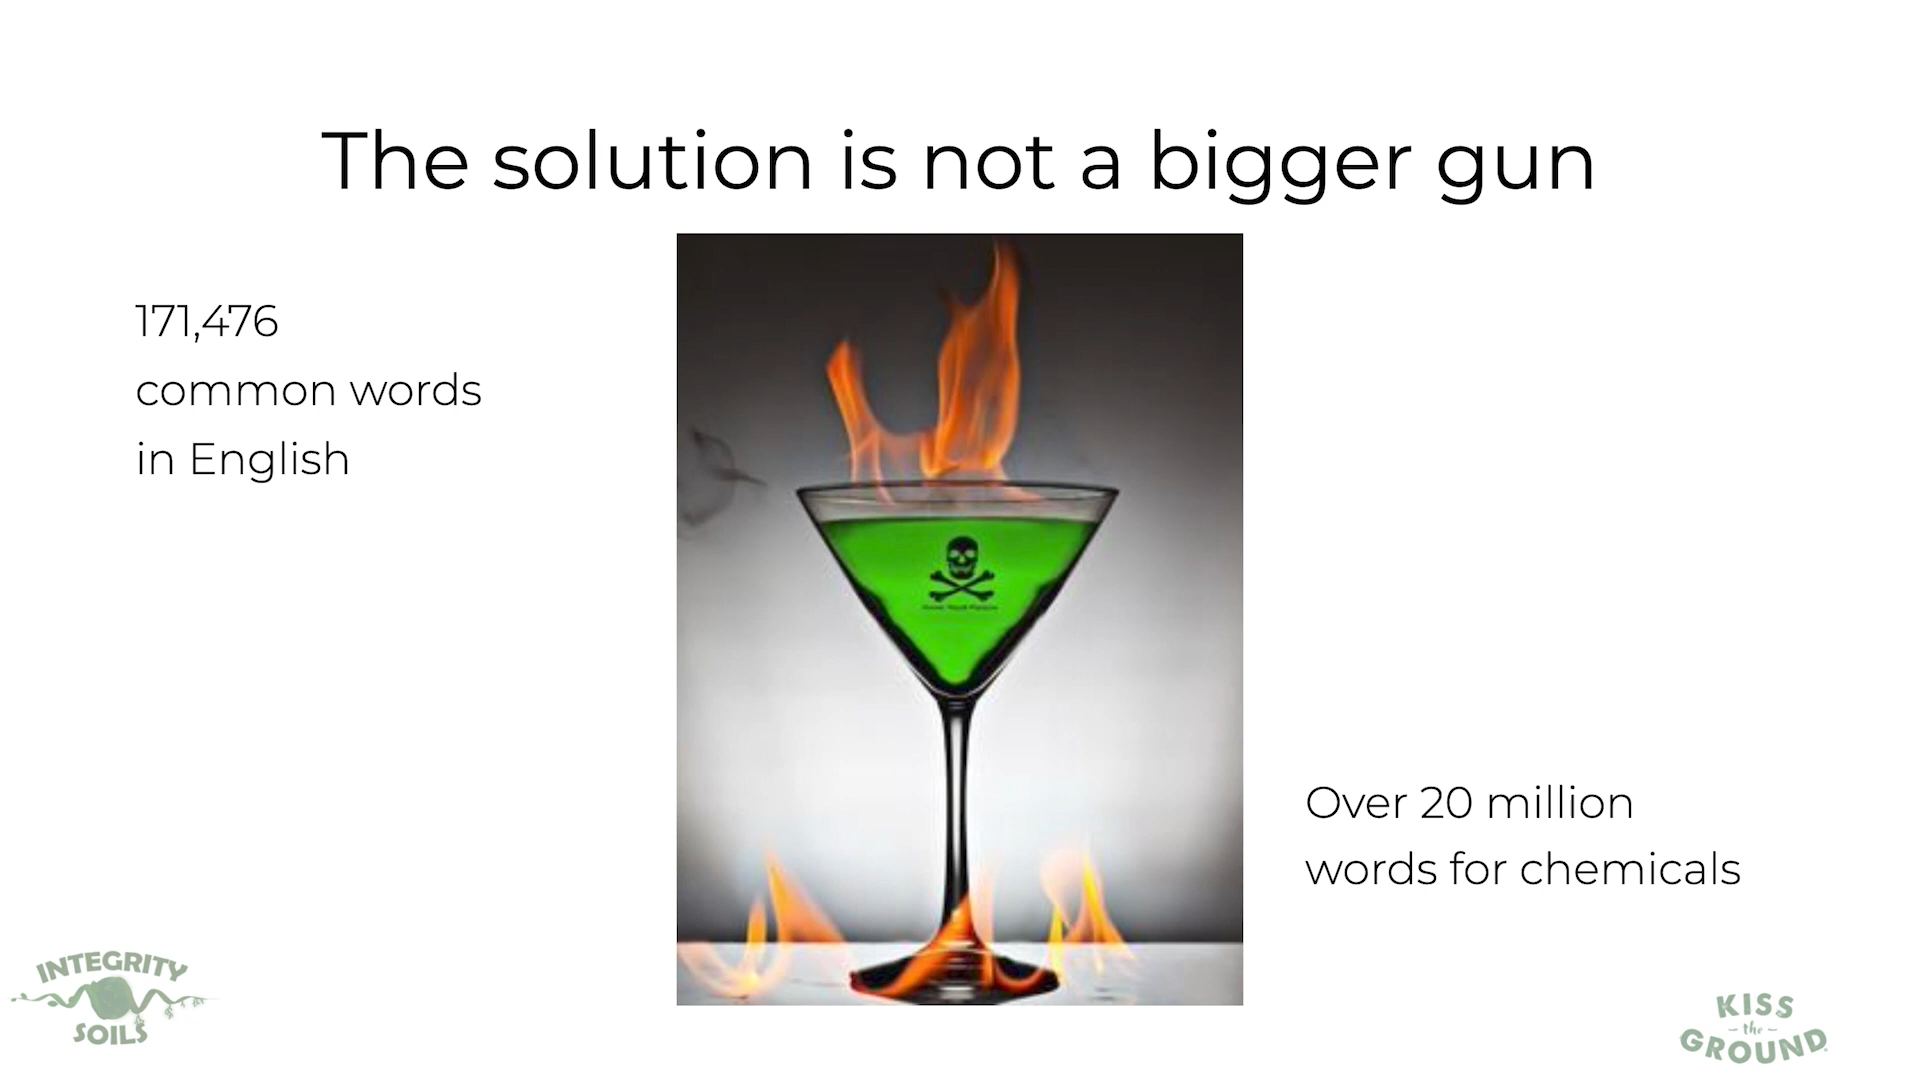 The solution is not a bigger gun
171,476
common words
in English
Over 20 million
words for chemicals
INTEGRITY
SOILS
KISS
the
GROUND